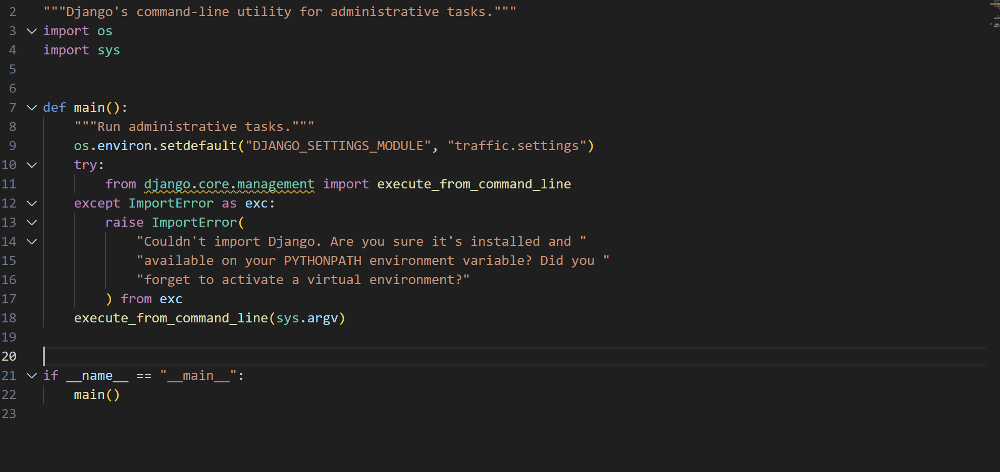 2 """Django's command-line utility for administrative tasks."""
3 import os
4 import sys
5
6
7 def main():
8     """Run administrative tasks."""
9     os.environ.setdefault("DJANGO_SETTINGS_MODULE", "traffic.settings")
10     try:
11         from django.core.management import execute_from_command_line
12     except ImportError as exc:
13         raise ImportError(
14             "Couldn't import Django. Are you sure it's installed and "
15             "available on your PYTHONPATH environment variable? Did you "
16             "forget to activate a virtual environment?"
17         ) from exc
18     execute_from_command_line(sys.argv)
19
20
21 if __name__ == "__main__":
22     main()
23